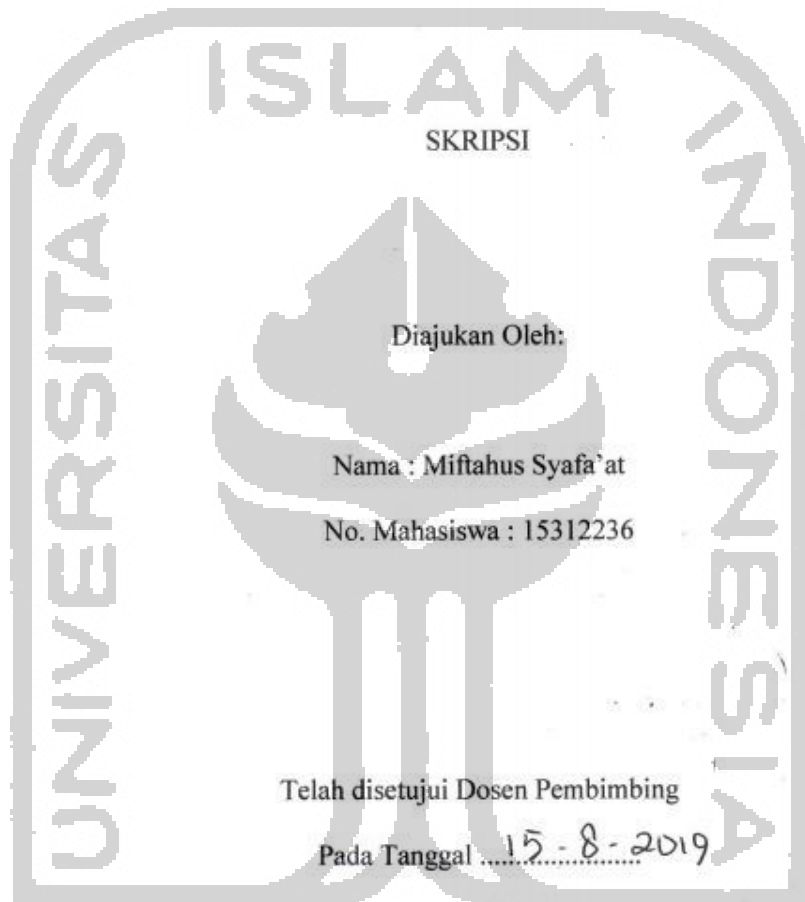 UNIVERSITAS ISLAM INDONESIA
SKRIPSI
Diajukan Oleh:
Nama : Miftahus Syafa'at
No. Mahasiswa : 15312236
Telah disetujui Dosen Pembimbing
Pada Tanggal ....15 - 8 - 2019